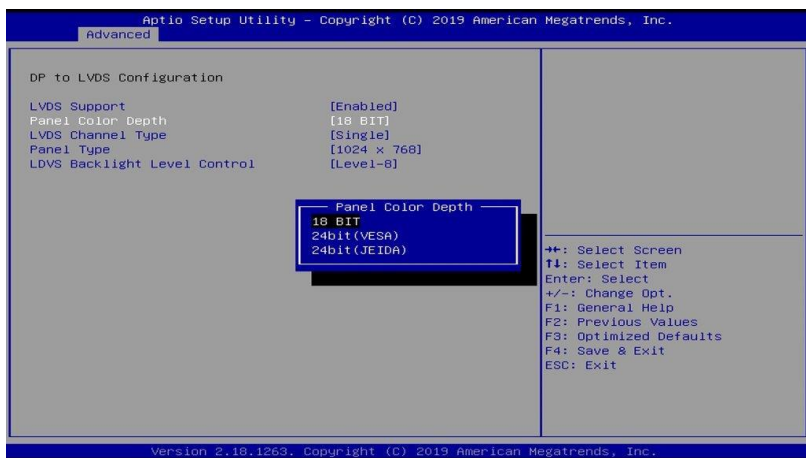 Aptio Setup Utility – Copyright (C) 2019 American Megatrends, Inc.
Advanced
DP to LVDS Configuration
LVDS Support [Enabled]
Panel Color Depth [18 BIT]
LVDS Channel Type [Single]
Panel Type [1024 x 768]
LDVS Backlight Level Control [Level-8]
Panel Color Depth
18 BIT
24bit(VESA)
24bit(JEIDA)
→←: Select Screen
↑↓: Select Item
Enter: Select
+/-: Change Opt.
F1: General Help
F2: Previous Values
F3: Optimized Defaults
F4: Save & Exit
ESC: Exit
Version 2.18.1263. Copyright (C) 2019 American Megatrends, Inc.